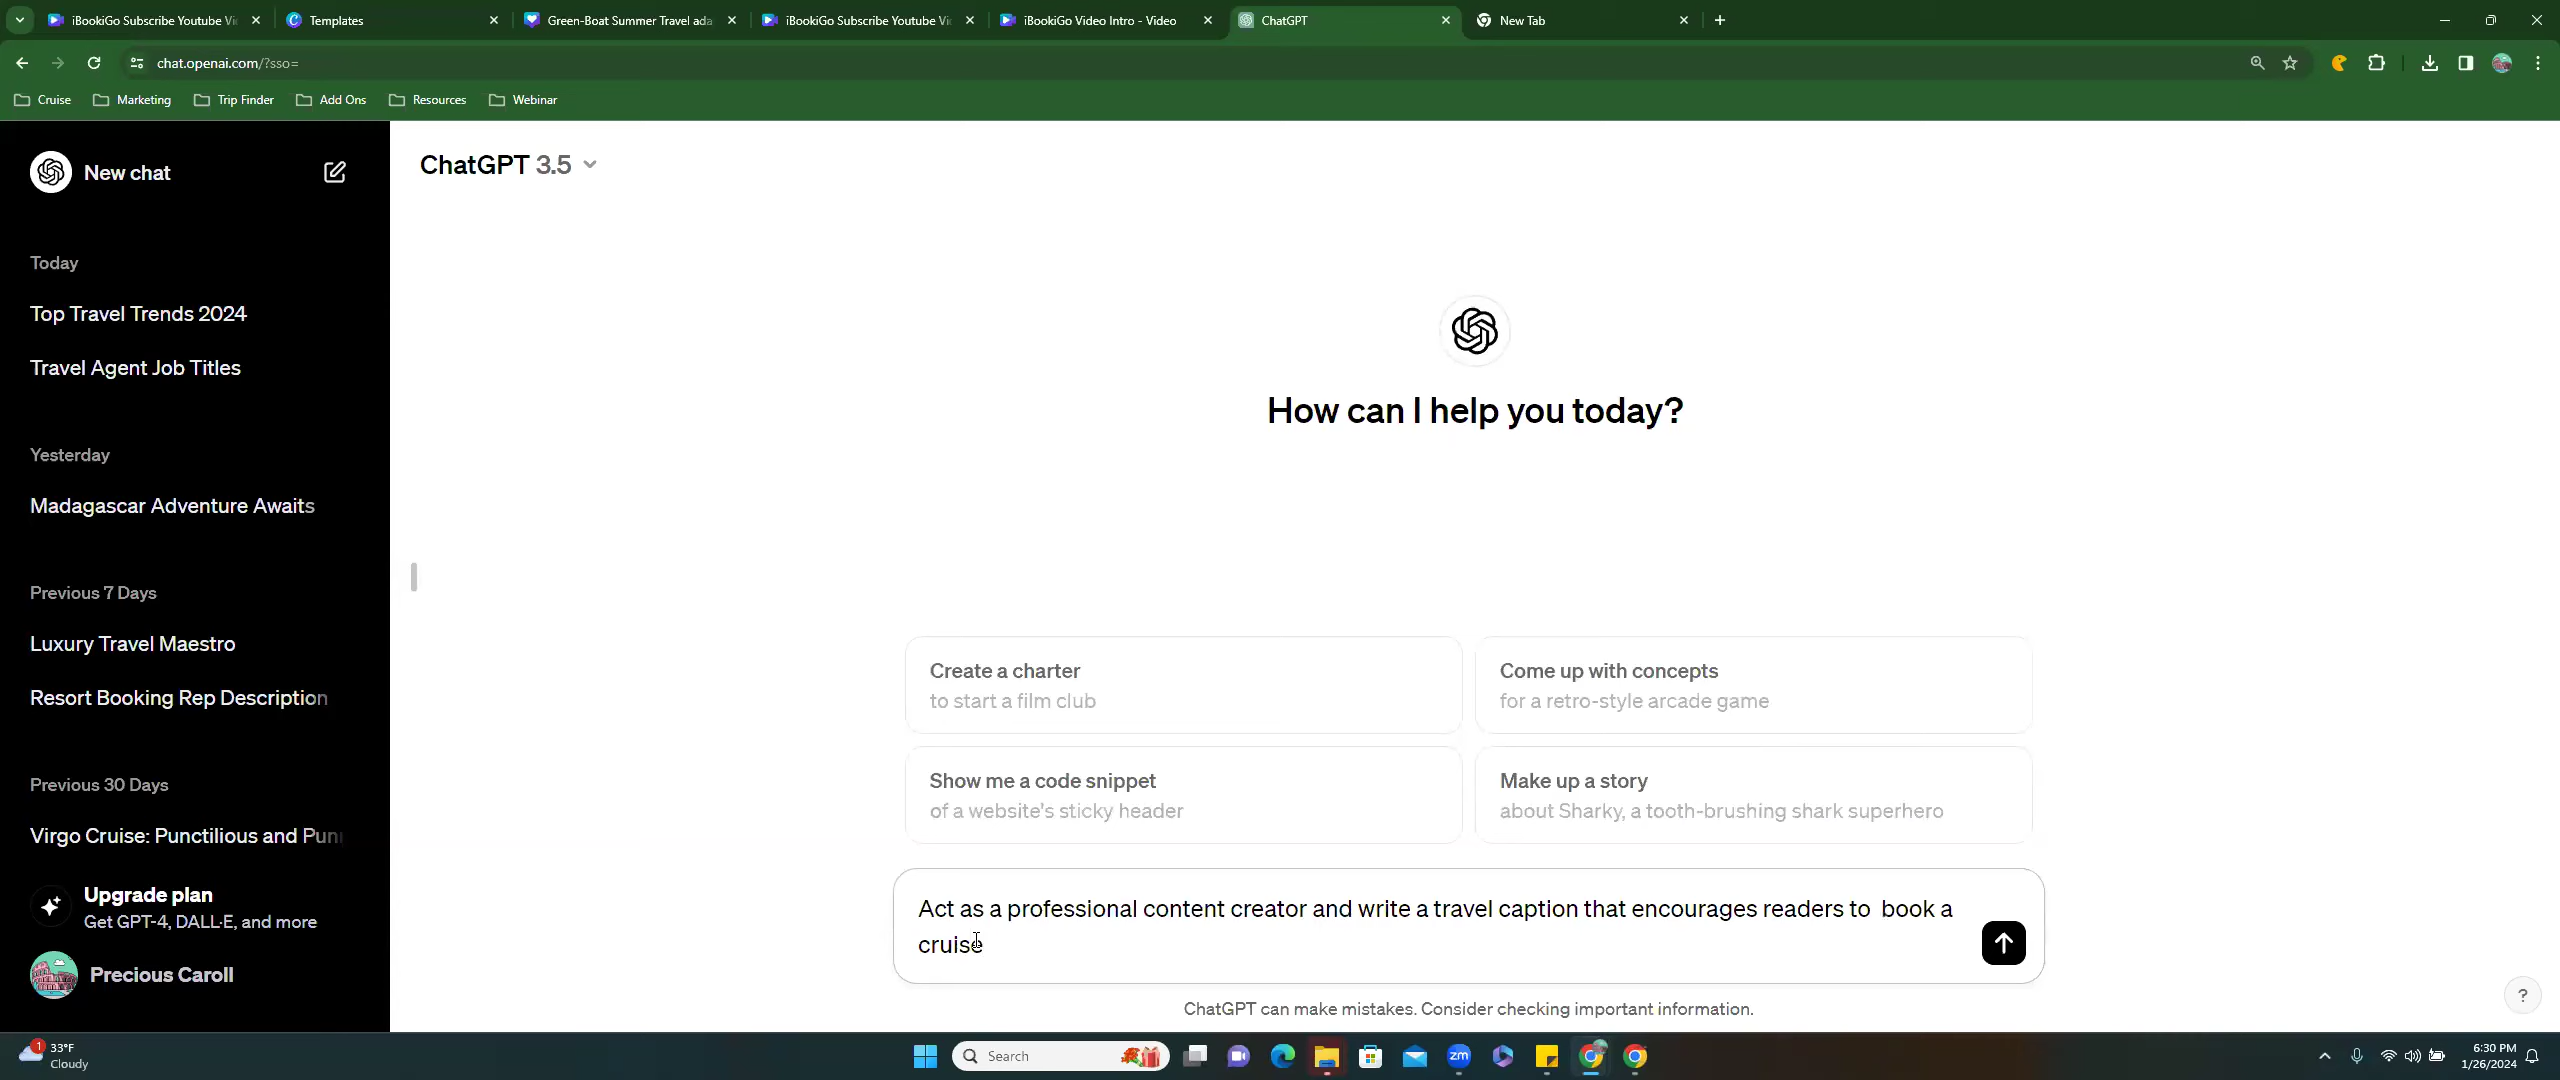 iBookiGo Subscribe Youtube Vi
Templates
Green-Boat Summer Travel ada
iBookiGo Subscribe Youtube Vi
iBookiGo Video Intro - Video
ChatGPT
New Tab
chat.openai.com/?sso=
Cruise
Marketing
Trip Finder
Add Ons
Resources
Webinar
New chat
Today
Top Travel Trends 2024
Travel Agent Job Titles
Yesterday
Madagascar Adventure Awaits
Previous 7 Days
Luxury Travel Maestro
Resort Booking Rep Description
Previous 30 Days
Virgo Cruise: Punctilious and Pun
Upgrade plan
Get GPT-4, DALL·E, and more
Precious Caroll
ChatGPT 3.5
How can I help you today?
Create a charter
to start a film club
Come up with concepts
for a retro-style arcade game
Show me a code snippet
of a website's sticky header
Make up a story
about Sharky, a tooth-brushing shark superhero
Act as a professional content creator and write a travel caption that encourages readers to  book a
cruise
ChatGPT can make mistakes. Consider checking important information.
?
1
33°F
Cloudy
Search
zm
6:30 PM
1/26/2024